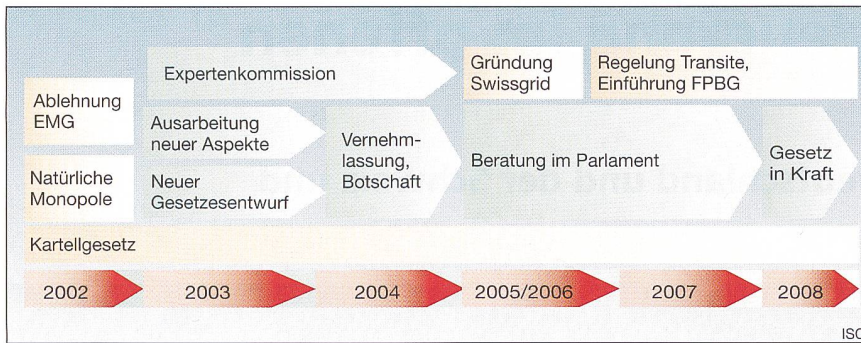 Expertenkommission
Gründung
Swissgrid
Regelung Transite,
Einführung FPBG
Ablehnung
EMG
Ausarbeitung
neuer Aspekte
Vernehm-
lassung,
Botschaft
Beratung im Parlament
Gesetz
in Kraft
Natürliche
Monopole
Neuer
Gesetzesentwurf
Kartellgesetz
2002
2003
2004
2005/2006
2007
2008